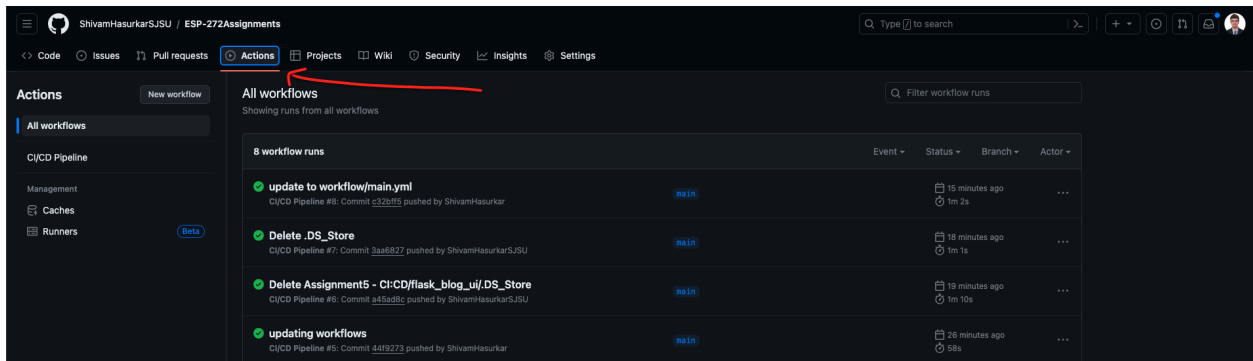 ShivamHasurkarSJSU / ESP-272Assignments
Type / to search
Code Issues Pull requests Actions Projects Wiki Security Insights Settings
Actions
New workflow
All workflows
CI/CD Pipeline
Management
Caches
Runners Beta
All workflows
Showing runs from all workflows
Filter workflow runs
8 workflow runs Event Status Branch Actor
update to workflow/main.yml
CI/CD Pipeline #8: Commit c32bff5 pushed by ShivamHasurkar
main
15 minutes ago
1m 2s
Delete .DS_Store
CI/CD Pipeline #7: Commit 3aa6827 pushed by ShivamHasurkarSJSU
main
18 minutes ago
1m 1s
Delete Assignment5 - CI:CD/flask_blog_ui/.DS_Store
CI/CD Pipeline #6: Commit a45ad8c pushed by ShivamHasurkarSJSU
main
19 minutes ago
1m 10s
updating workflows
CI/CD Pipeline #5: Commit 44f9273 pushed by ShivamHasurkar
main
26 minutes ago
58s